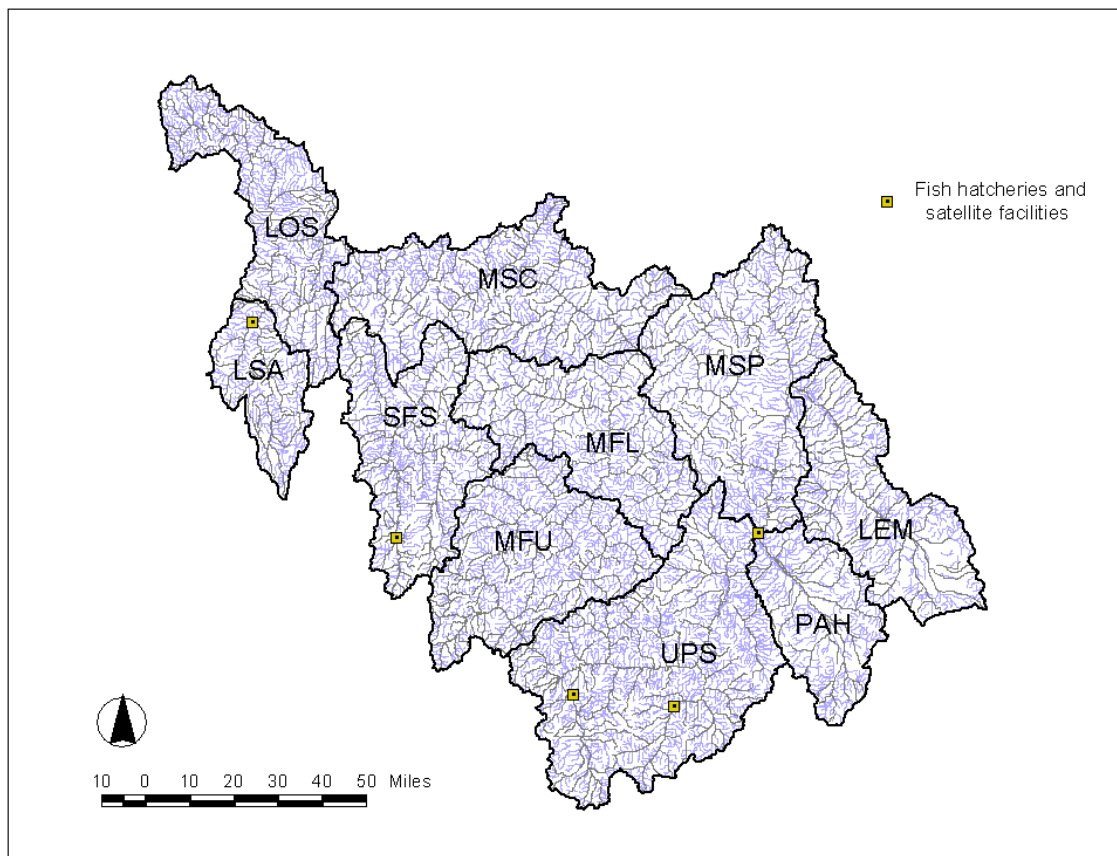 Fish hatcheries and
satellite facilities
LOS
MSC
MSP
LSA
SFS
MFL
LEM
MFU
PAH
UPS
10 0 10 20 30 40 50 Miles